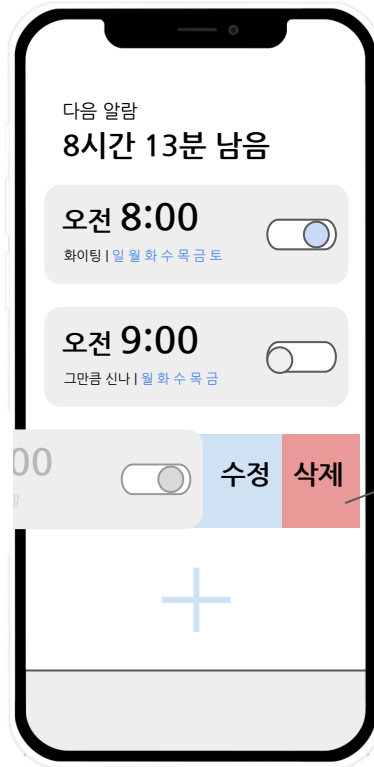 다음 알람
8시간 13분 남음
오전 8:00
화이팅 | 일 월 화 수 목 금 토
오전 9:00
그만큼 신나 | 월 화 수 목 금
00
말
수정 삭제